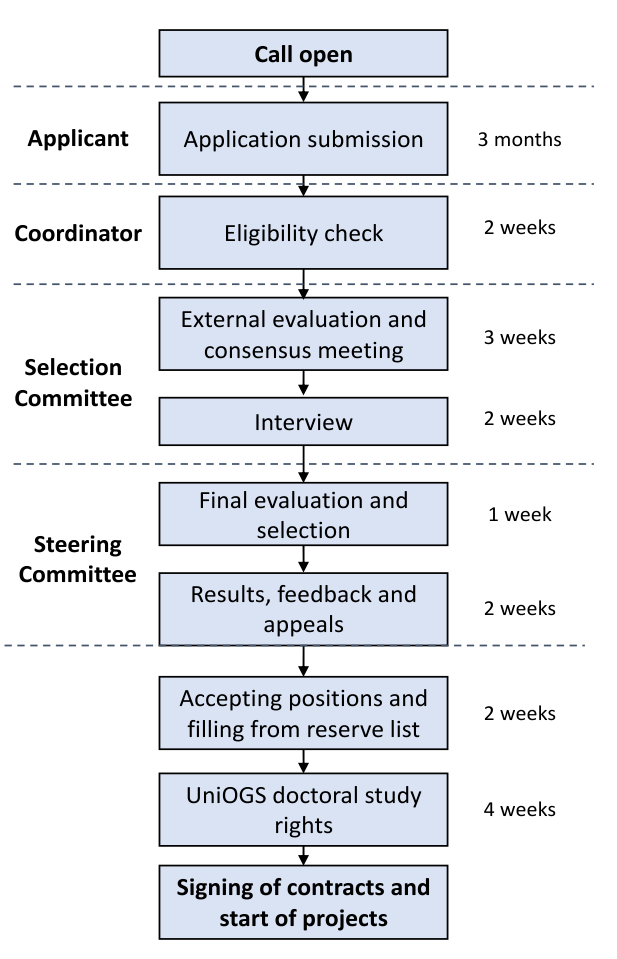 Call open
Applicant
Application submission
3 months
Coordinator
Eligibility check
2 weeks
Selection
Committee
External evaluation and
consensus meeting
3 weeks
Interview
2 weeks
Steering
Committee
Final evaluation and
selection
1 week
Results, feedback and
appeals
2 weeks
Accepting positions and
filling from reserve list
2 weeks
UniOGS doctoral study
rights
4 weeks
Signing of contracts and
start of projects